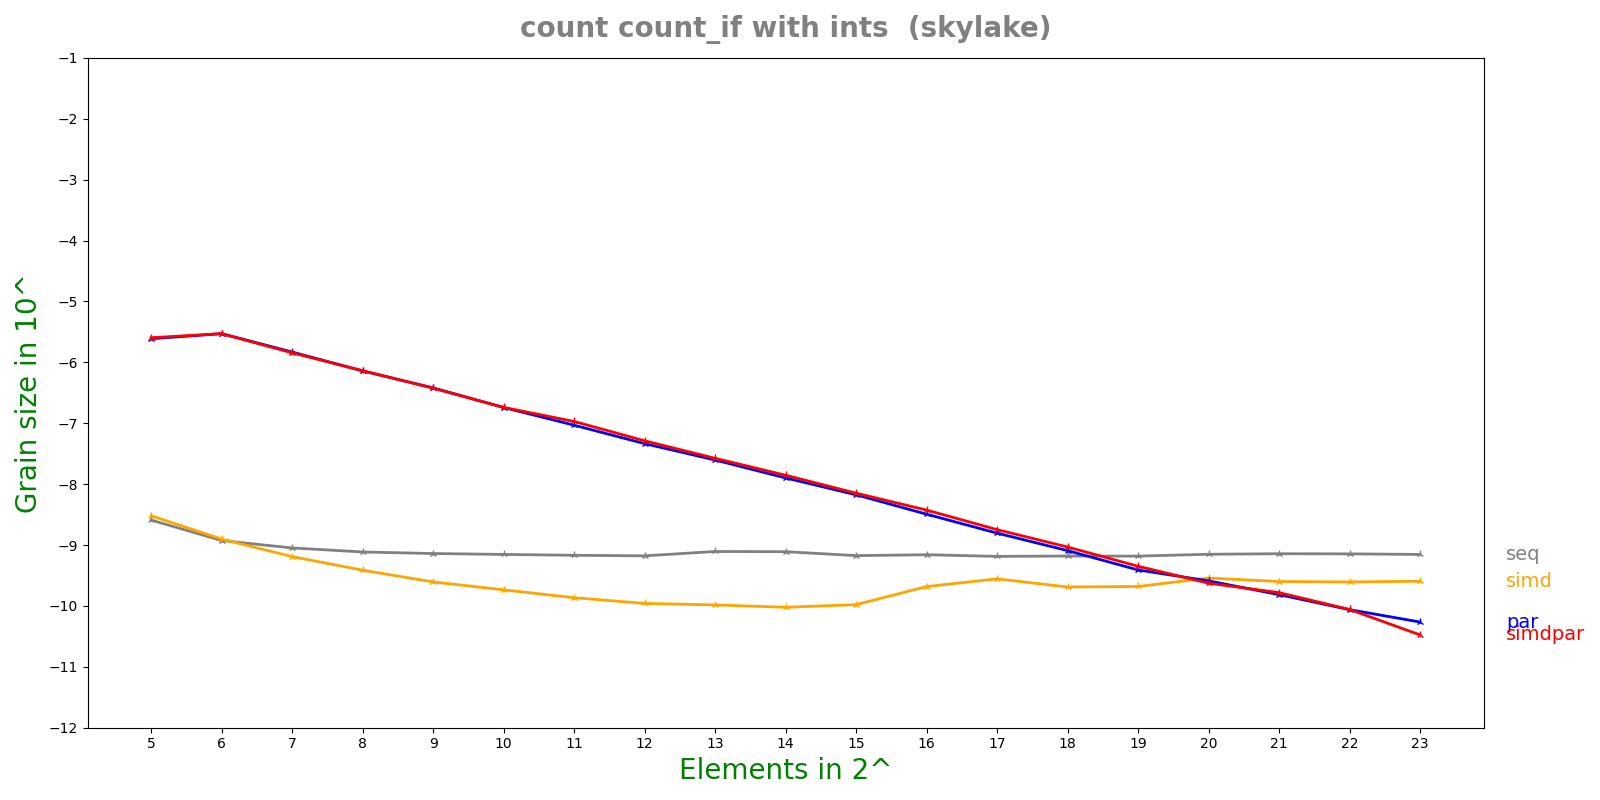 count count_if with ints (skylake)
Grain size in 10^
−1
−2
−3
−4
−5
−6
−7
−8
−9
−10
−11
−12
seq
simd
par
simdpar
5 6 7 8 9 10 11 12 13 14 15 16 17 18 19 20 21 22 23
Elements in 2^